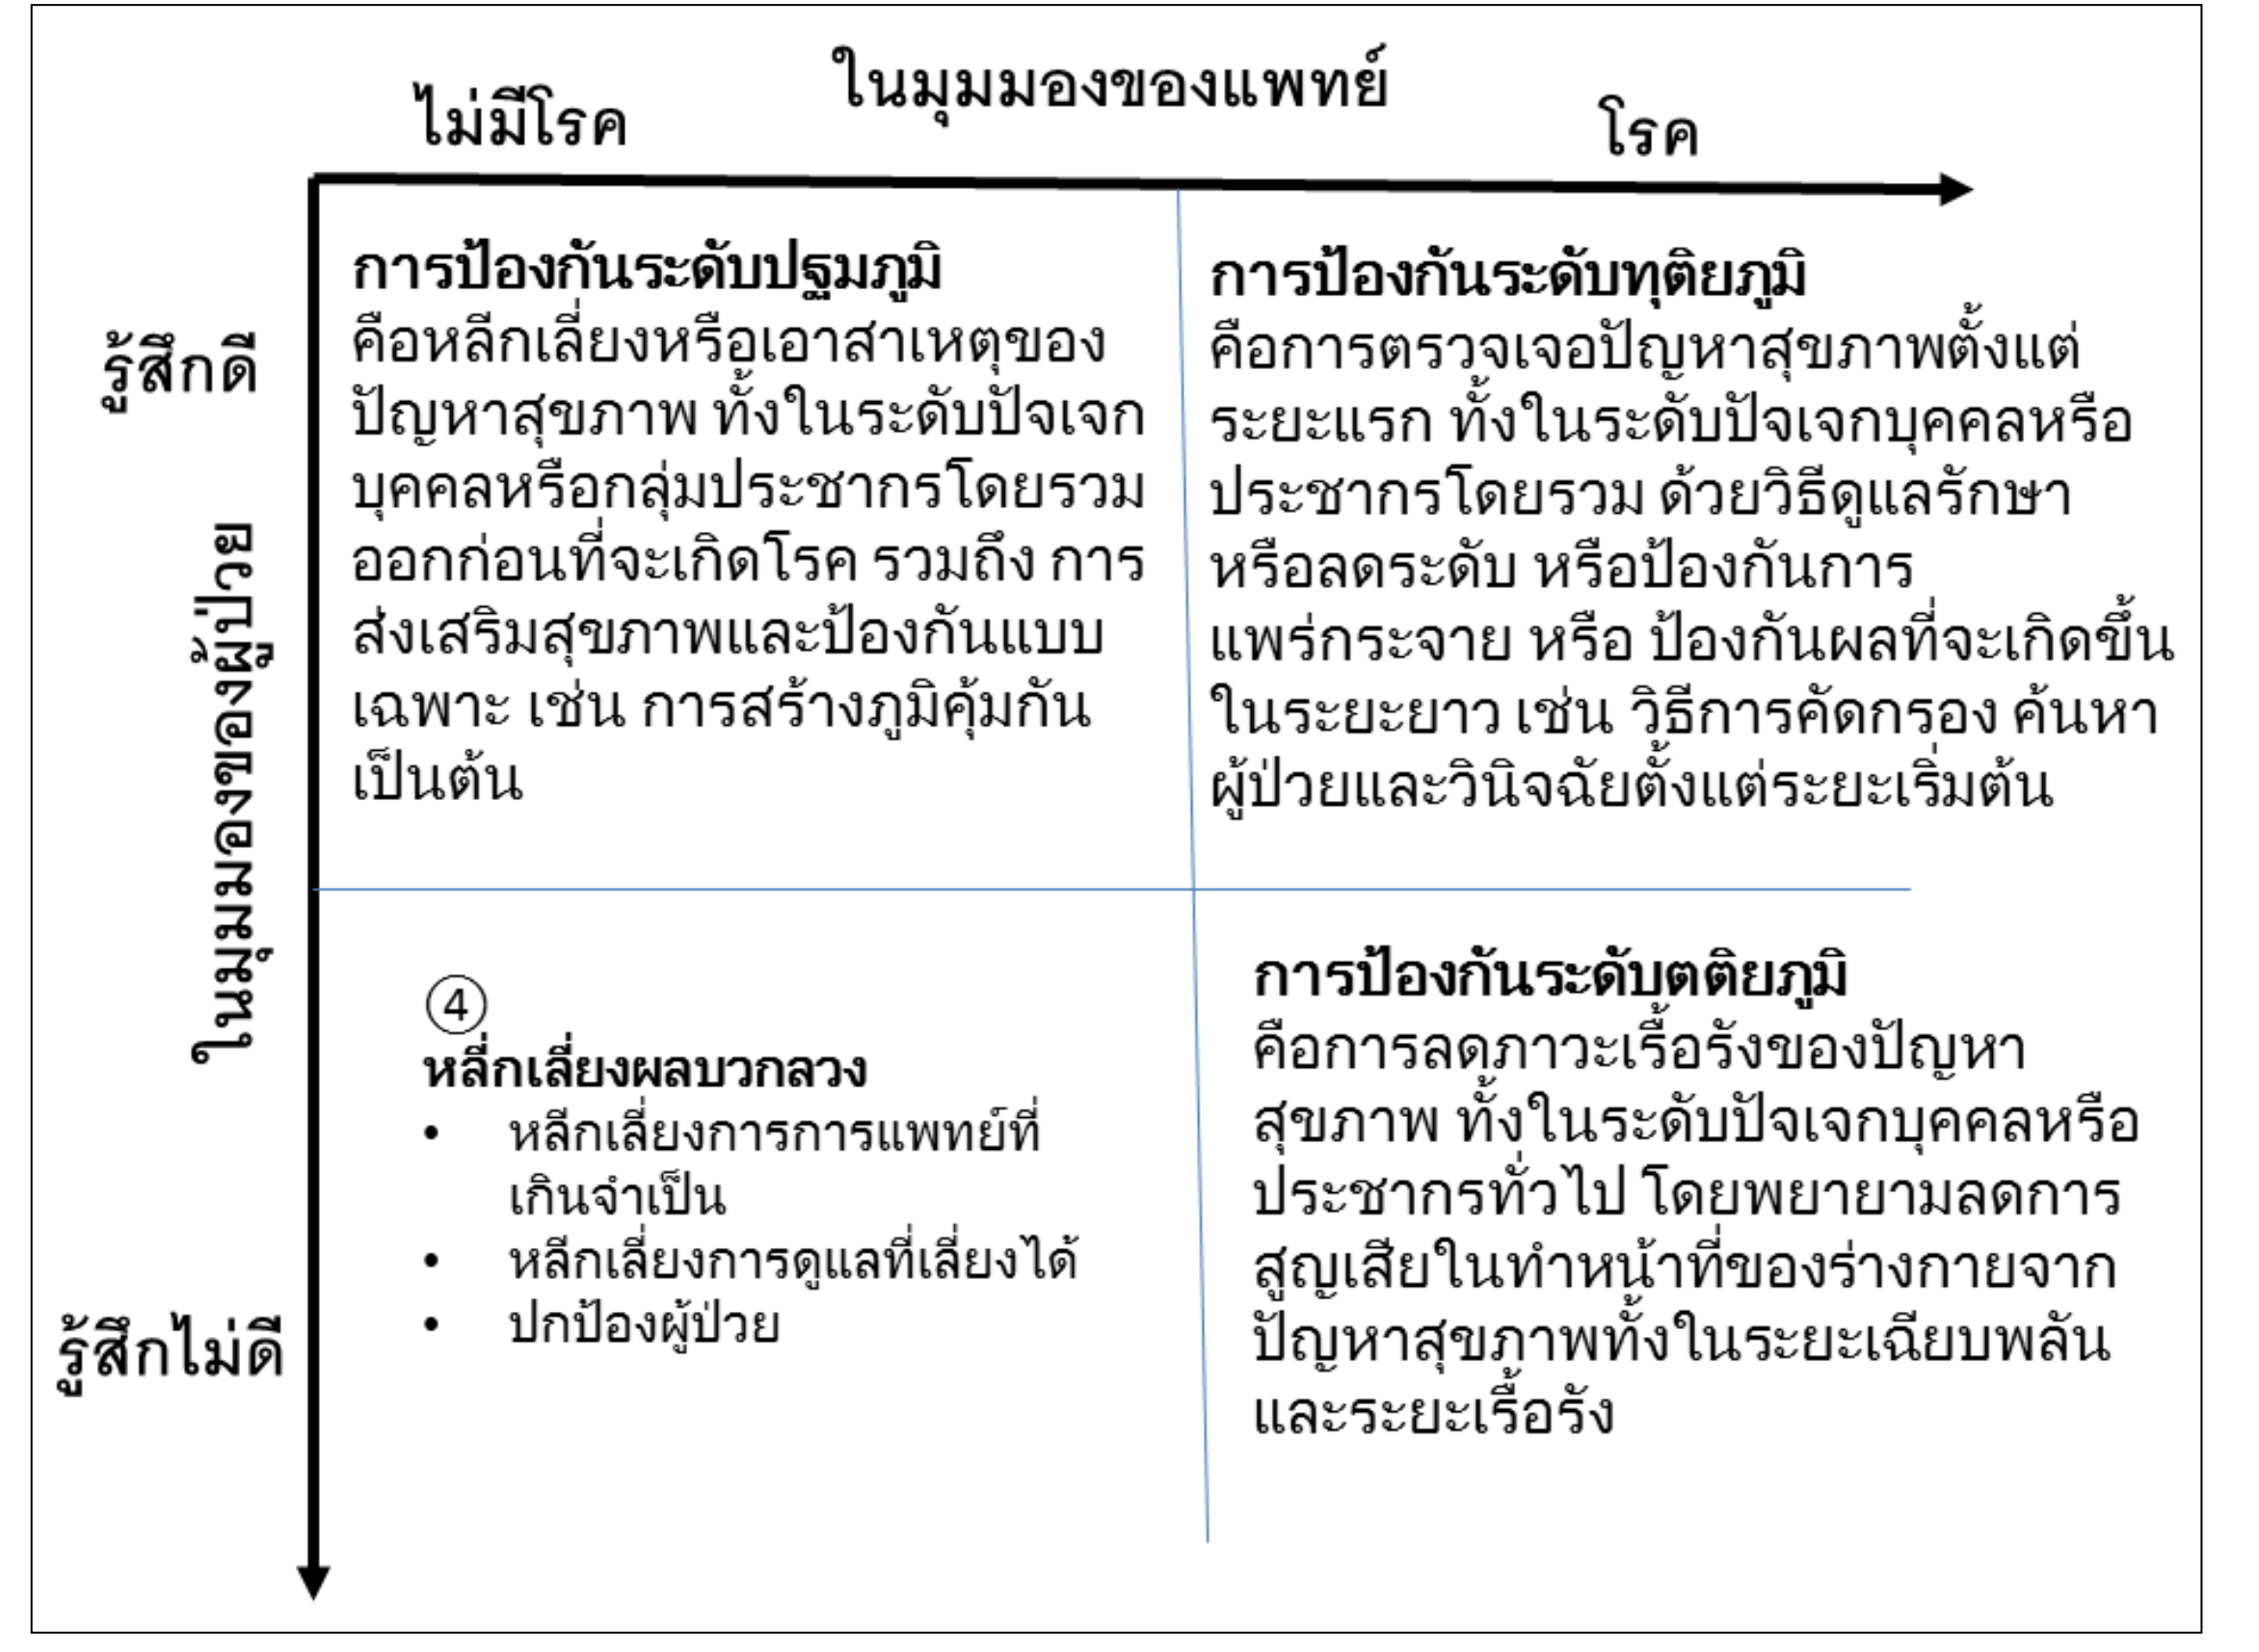 ในมุมมองของแพทย์
ไม่มีโรค
โรค
ในมุมมองของผู้ป่วย
รู้สึกดี
การป้องกันระดับปฐมภูมิ
คือหลีกเลี่ยงหรือเอาสาเหตุของ
ปัญหาสุขภาพ ทั้งในระดับปัจเจก
บุคคลหรือกลุ่มประชากรโดยรวม
ออกก่อนที่จะเกิดโรค รวมถึง การ
ส่งเสริมสุขภาพและป้องกันแบบ
เฉพาะ เช่น การสร้างภูมิคุ้มกัน
เป็นต้น
การป้องกันระดับทุติยภูมิ
คือการตรวจเจอปัญหาสุขภาพตั้งแต่
ระยะแรก ทั้งในระดับปัจเจกบุคคลหรือ
ประชากรโดยรวม ด้วยวิธีดูแลรักษา
หรือลดระดับ หรือป้องกันการ
แพร่กระจาย หรือ ป้องกันผลที่จะเกิดขึ้น
ในระยะยาว เช่น วิธีการคัดกรอง ค้นหา
ผู้ป่วยและวินิจฉัยตั้งแต่ระยะเริ่มต้น
รู้สึกไม่ดี
④
หลี่กเลี่ยงผลบวกลวง
• หลีกเลี่ยงการการแพทย์ที่
เกินจำเป็น
• หลีกเลี่ยงการดูแลที่เลี่ยงได้
• ปกป้องผู้ป่วย
การป้องกันระดับตติยภูมิ
คือการลดภาวะเรื้อรังของปัญหา
สุขภาพ ทั้งในระดับปัจเจกบุคคลหรือ
ประชากรทั่วไป โดยพยายามลดการ
สูญเสียในทำหน้าที่ของร่างกายจาก
ปัญหาสุขภาพทั้งในระยะเฉียบพลัน
และระยะเรื้อรัง